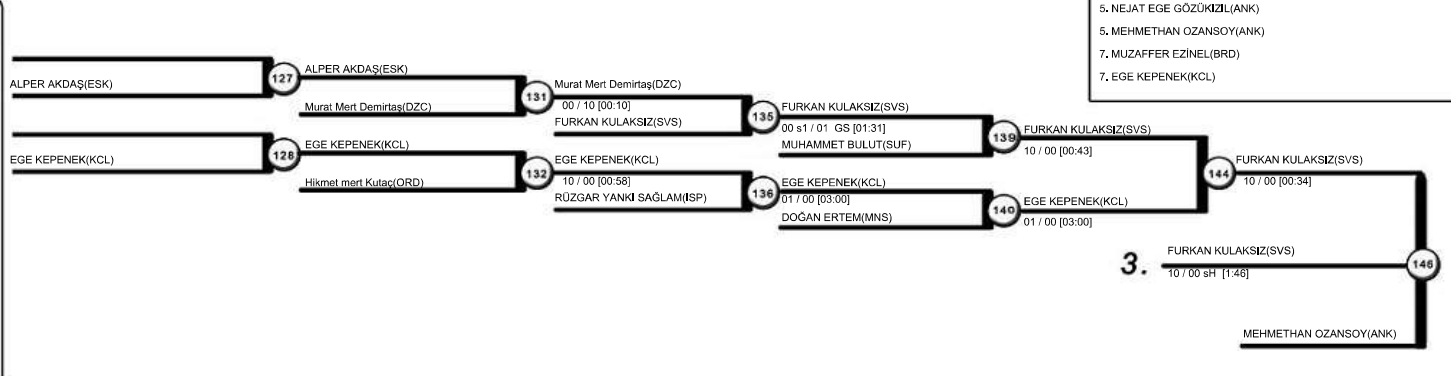 5. NEJAT EGE GÖZÜKIZIL(ANK)
5. MEHMETHAN OZANSOY(ANK)
7. MUZAFFER EZİNEL(BRD)
7. EGE KEPENEK(KCL)
ALPER AKDAŞ(ESK)
127
ALPER AKDAŞ(ESK)
Murat Mert Demirtaş(DZC)
131
Murat Mert Demirtaş(DZC)
00 / 10 [00:10]
FURKAN KULAKSIZ(SVS)
135
FURKAN KULAKSIZ(SVS)
00 s1 / 01 GS [01:31]
MUHAMMET BULUT(SUF)
139
FURKAN KULAKSIZ(SVS)
10 / 00 [00:43]
EGE KEPENEK(KCL)
128
EGE KEPENEK(KCL)
Hikmet mert Kutaç(ORD)
132
EGE KEPENEK(KCL)
10 / 00 [00:58]
RÜZGAR YANKI SAĞLAM(İSP)
136
EGE KEPENEK(KCL)
01 / 00 [03:00]
DOĞAN ERTEM(MNS)
140
EGE KEPENEK(KCL)
01 / 00 [03:00]
144
FURKAN KULAKSIZ(SVS)
10 / 00 [00:34]
3.
FURKAN KULAKSIZ(SVS)
10 / 00 sH [1:46]
146
MEHMETHAN OZANSOY(ANK)